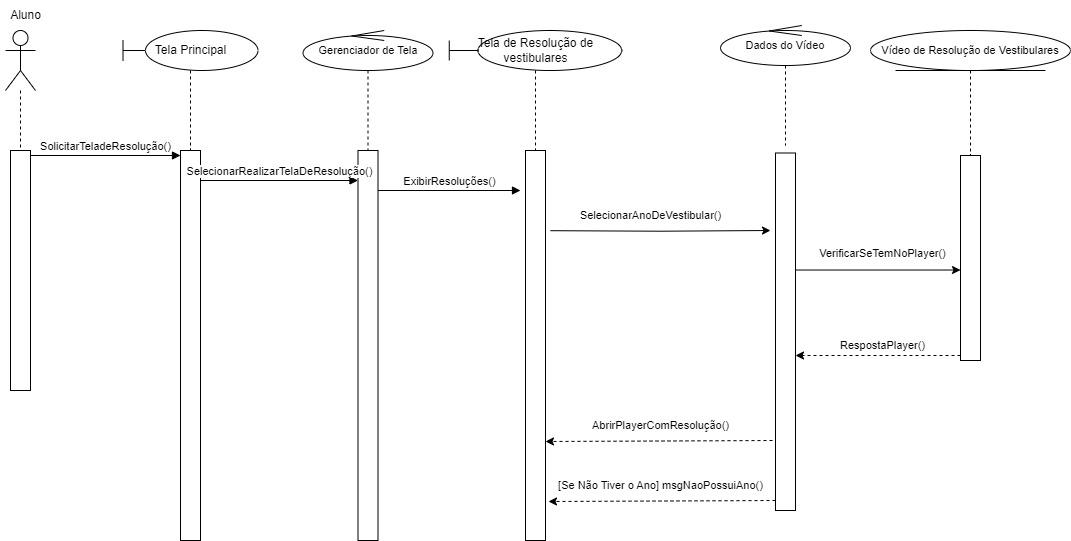 Aluno
Tela Principal
Gerenciador de Tela
Tela de Resolução de
vestibulares
Dados do Vídeo
Vídeo de Resolução de Vestibulares
SolicitarTeladeResolução()
SelecionarRealizarTelaDeResolução()
ExibirResoluções()
SelecionarAnoDeVestibular()
VerificarSeTemNoPlayer()
RespostaPlayer()
AbrirPlayerComResolução()
[Se Não Tiver o Ano] msgNaoPossuiAno()